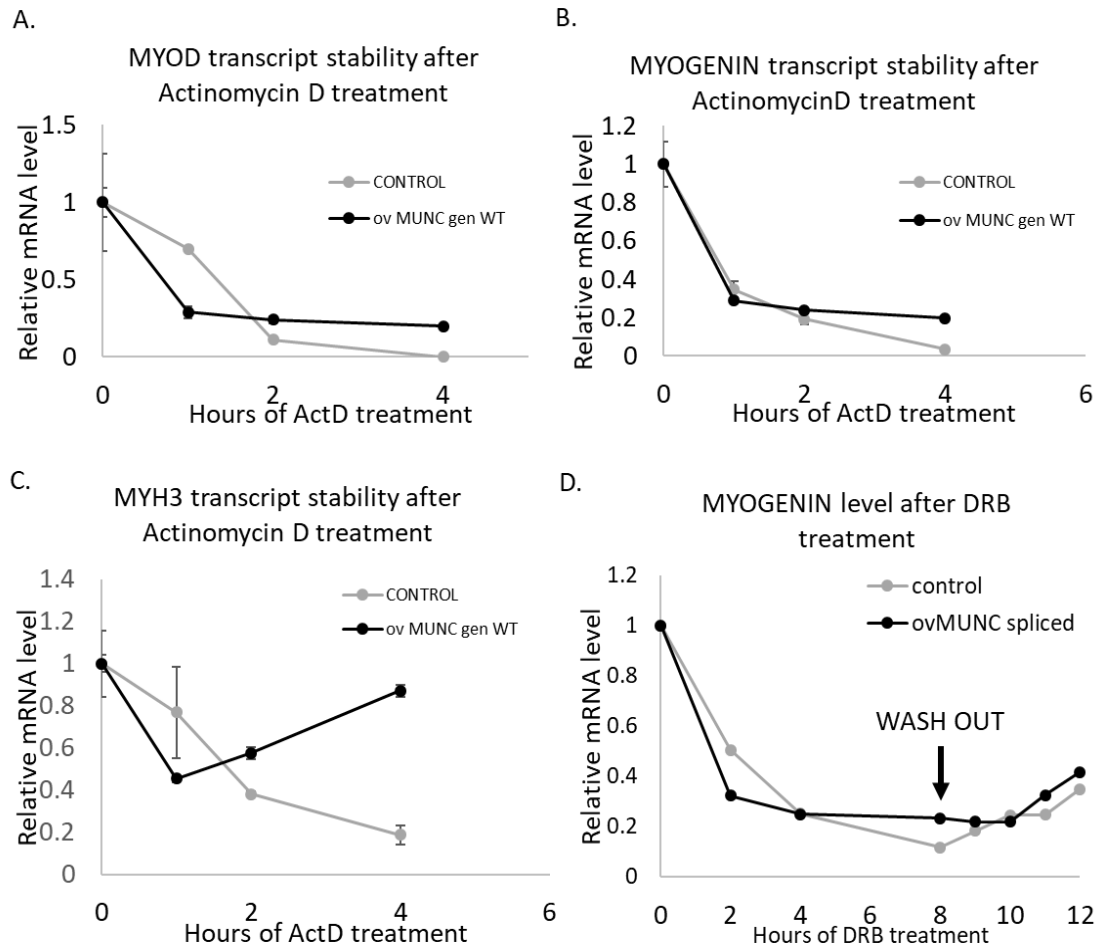 A.
MYOD transcript stability after
Actinomycin D treatment
Relative mRNA level
1.5
1
0.5
0
CONTROL
ov MUNC gen WT
0 2 4
Hours of ActD treatment
B.
MYOGENIN transcript stability after
ActinomycinD treatment
Relative mRNA level
1.2
1
0.8
0.6
0.4
0.2
0
CONTROL
ov MUNC gen WT
0 2 4 6
Hours of ActD treatment
C.
MYH3 transcript stability after
Actinomycin D treatment
Relative mRNA level
1.4
1.2
1
0.8
0.6
0.4
0.2
0
CONTROL
ov MUNC gen WT
0 2 4 6
Hours of ActD treatment
D.
MYOGENIN level after DRB
treatment
Relative mRNA level
1.2
1
0.8
0.6
0.4
0.2
0
control
ovMUNC spliced
WASH OUT
0 2 4 6 8 10 12
Hours of DRB treatment